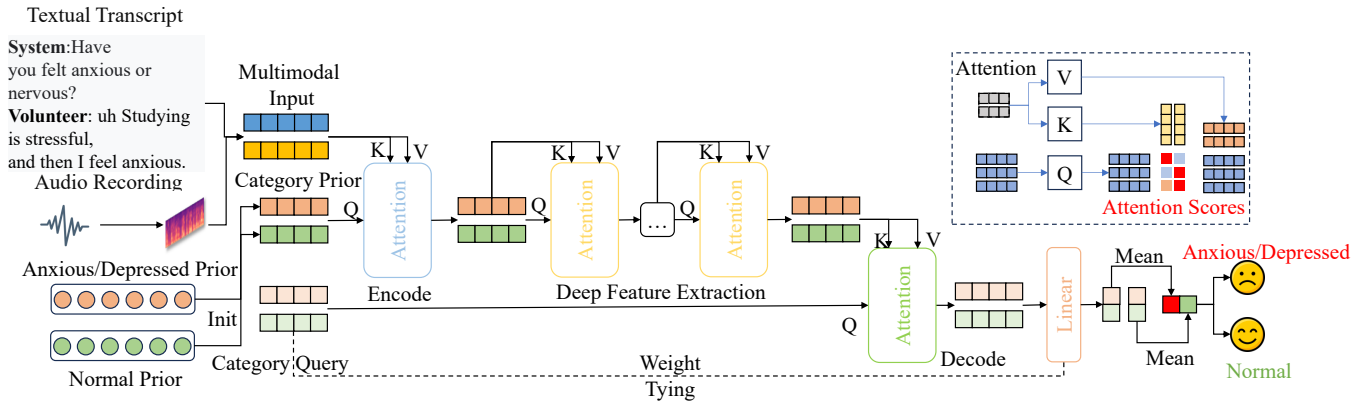 Textual Transcript
System:Have
you felt anxious or
nervous?
Volunteer: uh Studying
is stressful,
and then I feel anxious.
Audio Recording
Anxious/Depressed Prior
Init
Normal Prior
Multimodal
Input
Category Prior
Category Query
Q
K
V
Attention
Encode
Q
K
V
Attention
...
Q
K
V
Attention
Deep Feature Extraction
K
V
Q
Attention
Decode
Linear
Weight
Tying
Mean
Mean
Anxious/Depressed
Normal
Attention
V
K
Q
Attention Scores